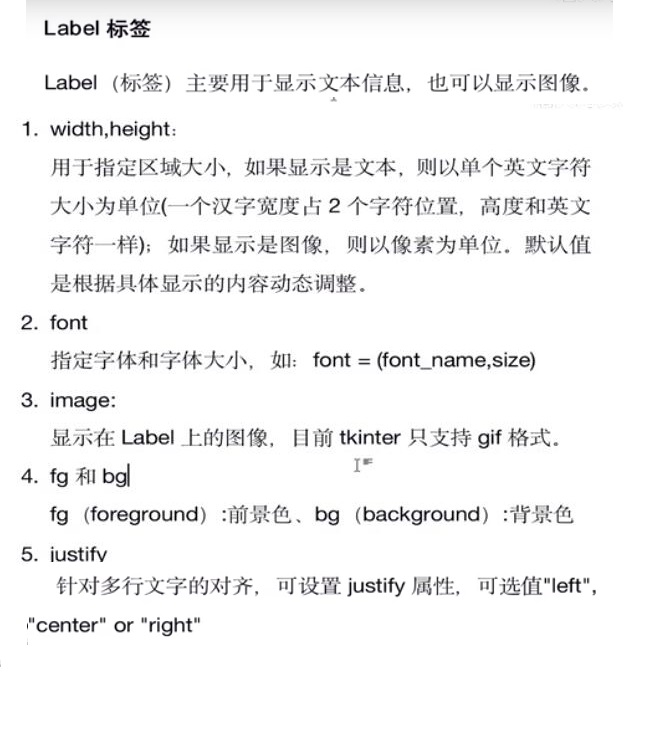 Label 标签
Label（标签）主要用于显示文本信息，也可以显示图像。
1. width,height：
用于指定区域大小，如果显示是文本，则以单个英文字符
大小为单位(一个汉字宽度占 2 个字符位置，高度和英文
字符一样)；如果显示是图像，则以像素为单位。默认值
是根据具体显示的内容动态调整。
2. font
指定字体和字体大小，如：font = (font_name,size)
3. image:
显示在 Label 上的图像，目前 tkinter 只支持 gif 格式。
4. fg 和 bg
fg（foreground）:前景色、bg（background）:背景色
5. justify
针对多行文字的对齐，可设置 justify 属性，可选值"left",
"center" or "right"